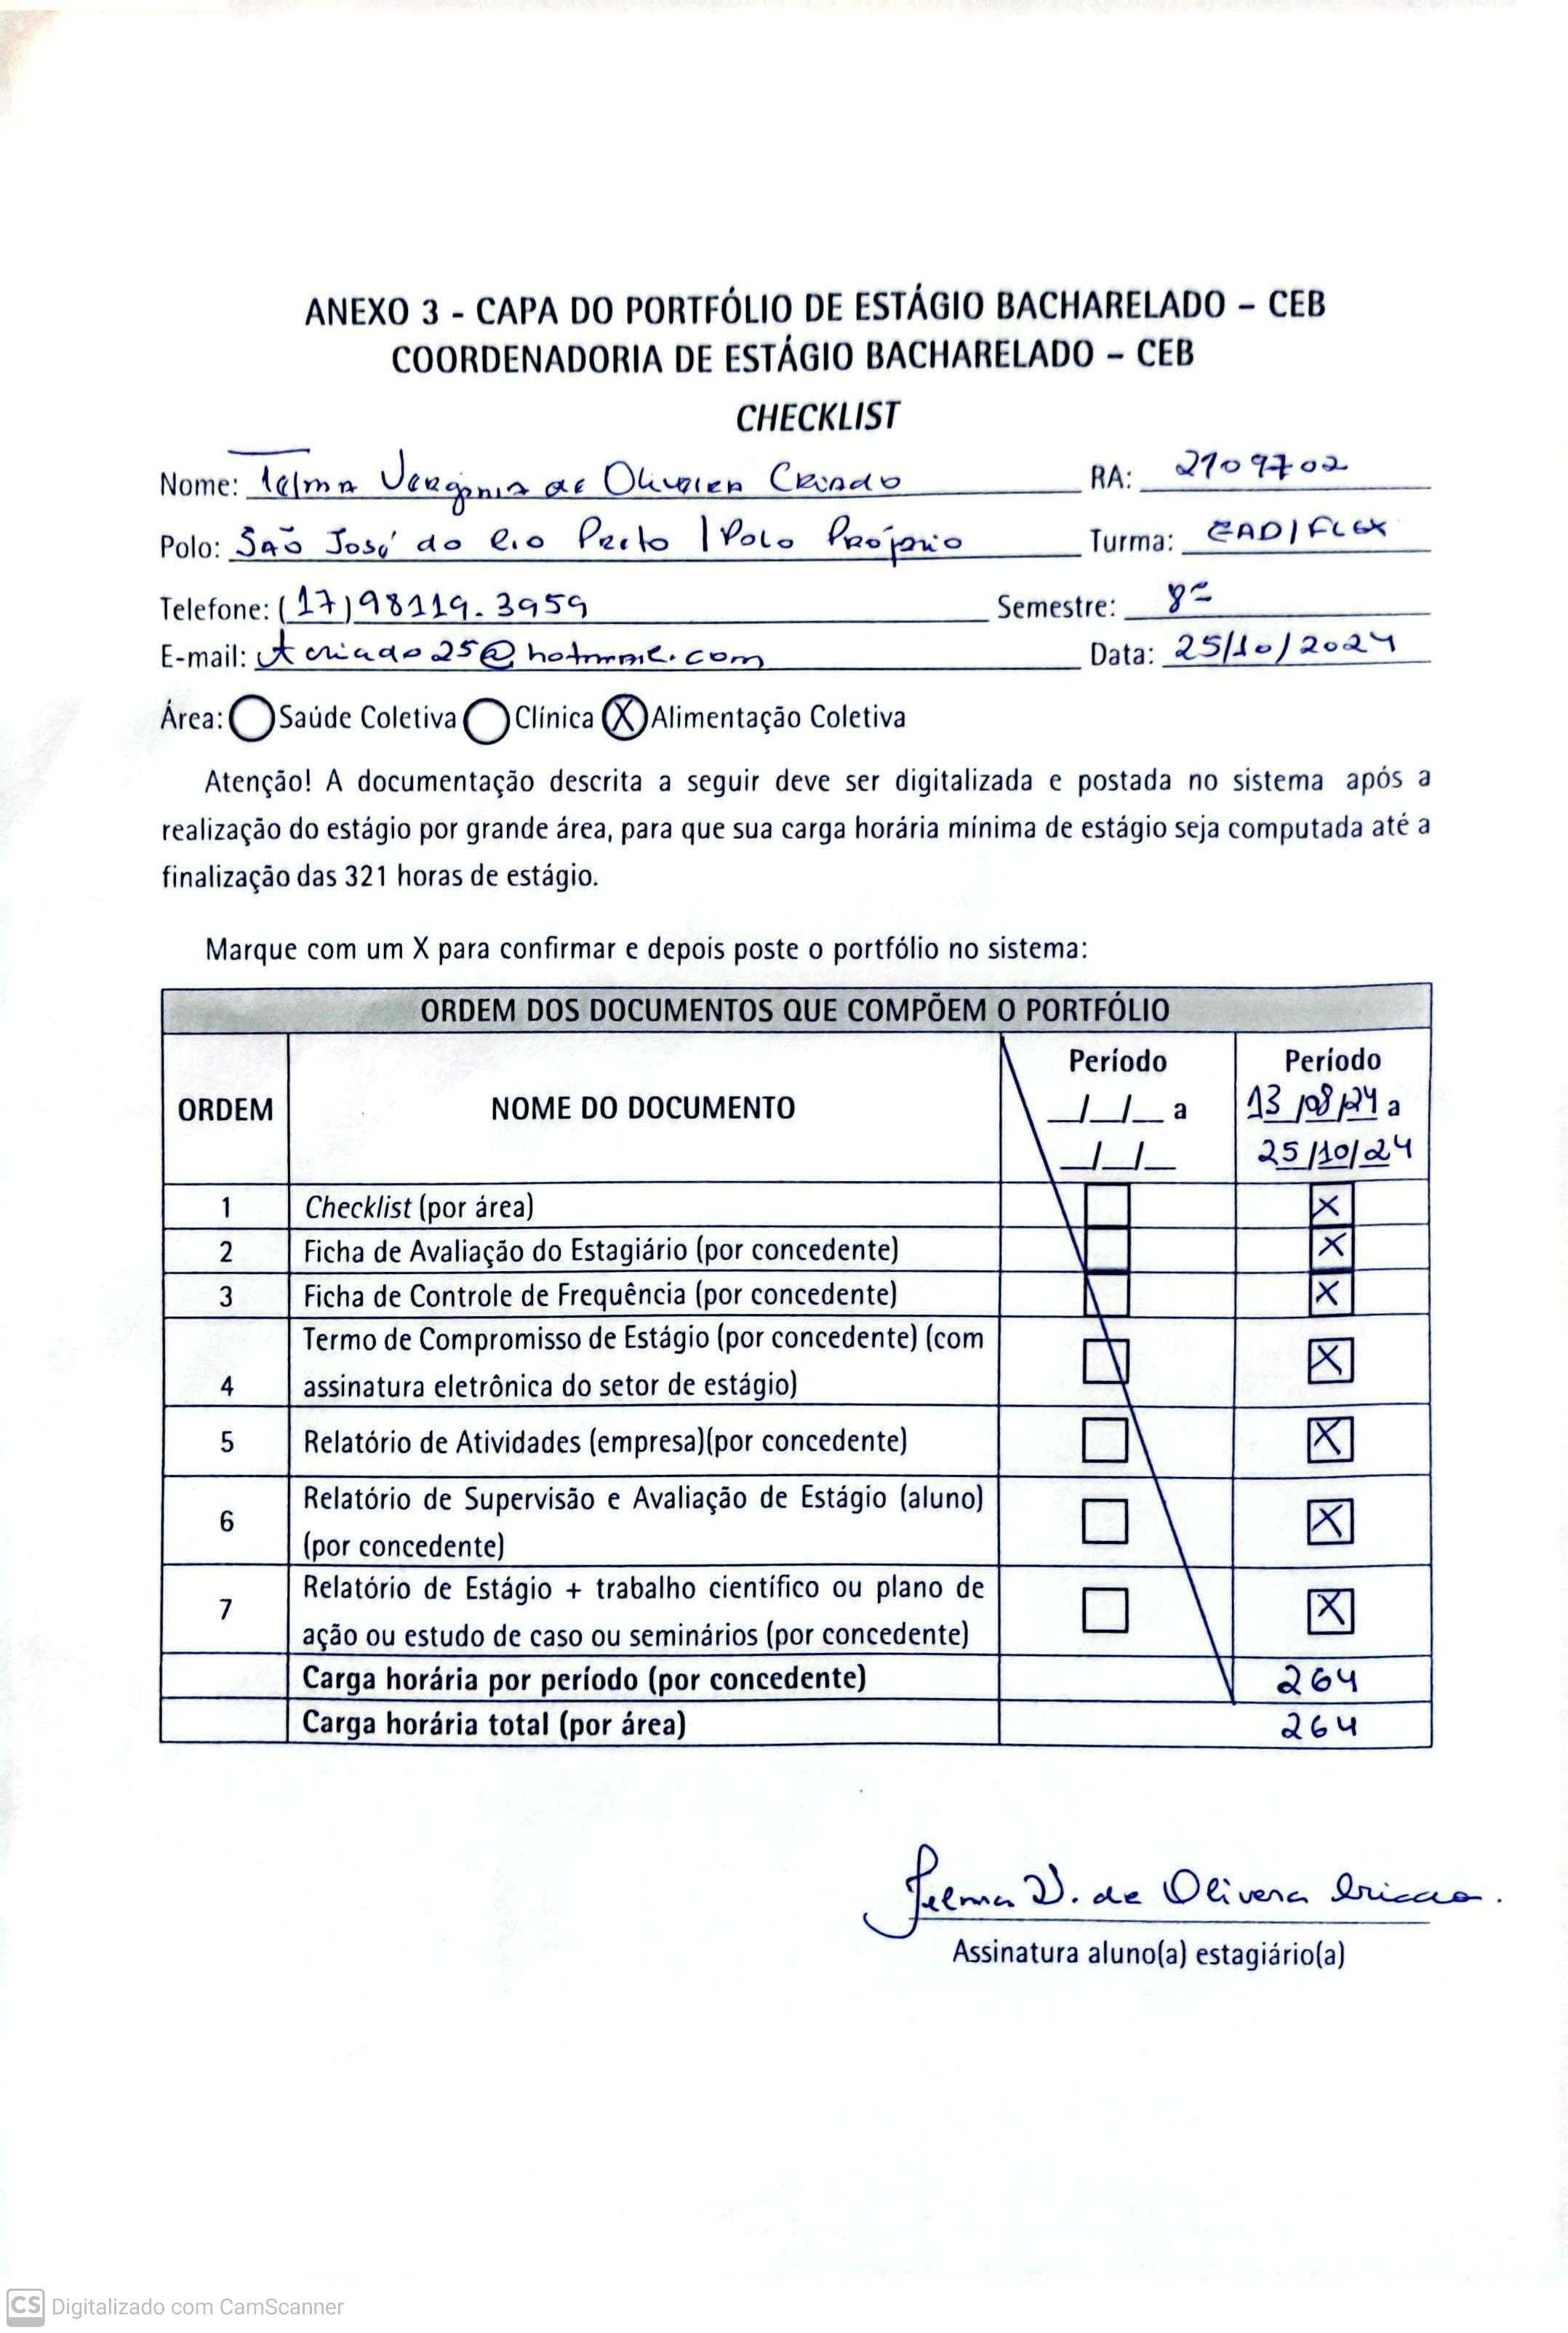 ANEXO 3 - CAPA DO PORTFÓLIO DE ESTÁGIO BACHARELADO – CEB
COORDENADORIA DE ESTÁGIO BACHARELADO – CEB
CHECKLIST
Nome: Telma Vergynia de Oliveira Criado RA: 2109702
Polo: São José do Rio Preto | Polo Próprio Turma: EAD/FLEX
Telefone: (17)98119.3959 Semestre: 8º
E-mail: tcriado25@hotmail.com Data: 25/10/2024
Área: Saúde Coletiva Clínica X Alimentação Coletiva
Atenção! A documentação descrita a seguir deve ser digitalizada e postada no sistema após a
realização do estágio por grande área, para que sua carga horária mínima de estágio seja computada até a
finalização das 321 horas de estágio.
Marque com um X para confirmar e depois poste o portfólio no sistema:
ORDEM DOS DOCUMENTOS QUE COMPÕEM O PORTFÓLIO
ORDEM NOME DO DOCUMENTO Período __/__/__ a __/__/__ Período 13/08/24 a 25/10/24
1 Checklist (por área) X
2 Ficha de Avaliação do Estagiário (por concedente) X
3 Ficha de Controle de Frequência (por concedente) X
4 Termo de Compromisso de Estágio (por concedente) (com
assinatura eletrônica do setor de estágio) X
5 Relatório de Atividades (empresa)(por concedente) X
6 Relatório de Supervisão e Avaliação de Estágio (aluno)
(por concedente) X
7 Relatório de Estágio + trabalho científico ou plano de
ação ou estudo de caso ou seminários (por concedente) X
Carga horária por período (por concedente) 264
Carga horária total (por área) 264
Telma V. de Olivera Criado.
Assinatura aluno(a) estagiário(a)
CS Digitalizado com CamScanner